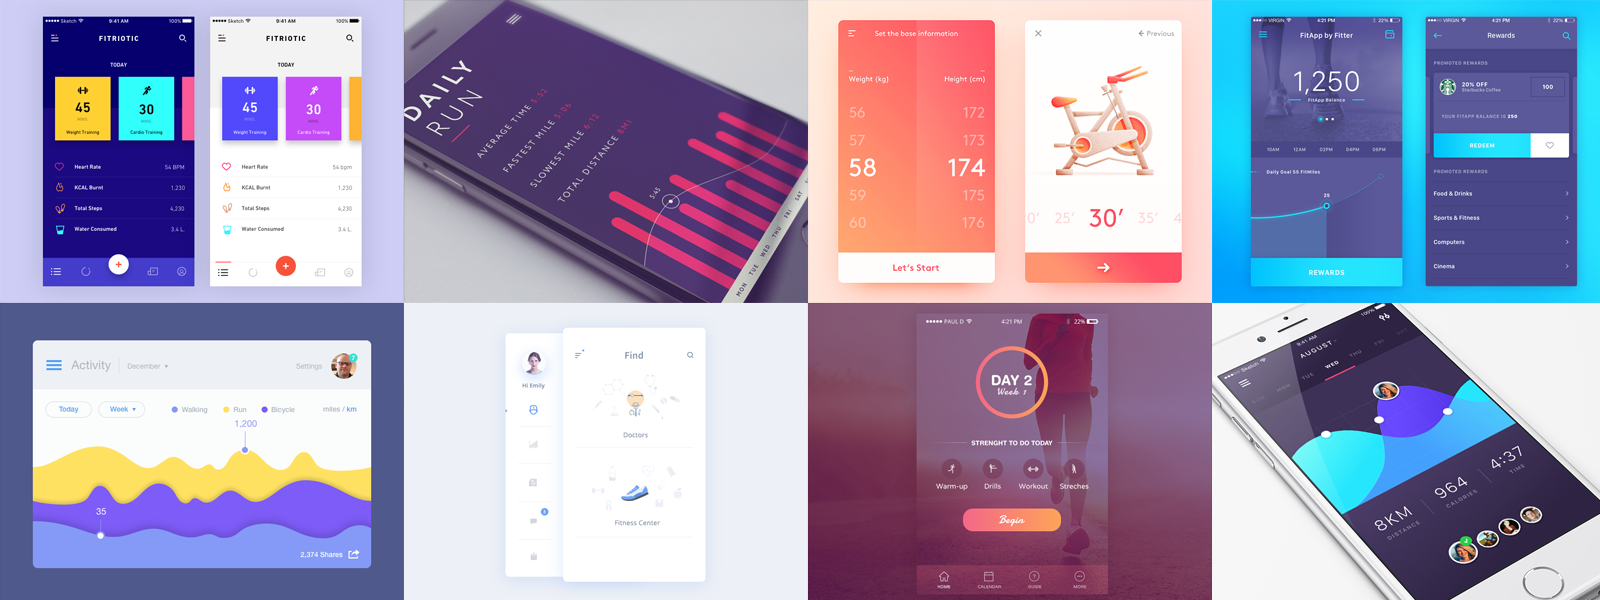 Sketch 9:41 AM 100%
FITRIOTIC
TODAY
45 30
MINS MINS
Weight Training Cardio Training
Heart Rate 54 BPM
KCAL Burnt 1,230
Total Steps 4,230
Water Consumed 3.4 L.
Sketch 9:41 AM 100%
FITRIOTIC
TODAY
45 30
MINS MINS
Weight Training Cardio Training
Heart Rate 54 bpm
KCAL Burnt 1,230
Total Steps 4,230
Water Consumed 3.4 L.
DAILY
RUN
AVERAGE TIME 5:32
FASTEST MILE 5:06
SLOWEST MILE 6:12
TOTAL DISTANCE 8MI
5:45
MON TUE WED THU FRI SAT
Set the base information
Weight (kg) Height (cm)
56 172
57 173
58 174
59 175
60 176
Let's Start
Previous
0' 25' 30' 35' 4
VIRGIN 4:21 PM 22%
FitApp by Fitter
1,250
FitApp Balance
10AM 12AM 02PM 04PM 06PM
Daily Goal 55 FitMiles
25
REWARDS
VIRGIN 4:21 PM 22%
Rewards
PROMOTED REWARDS
20% OFF
Starbucks Coffee
100
YOUR FITAPP BALANCE IS 250
REDEEM
PROMOTED REWARDS
Food & Drinks
Sports & Fitness
Computers
Cinema
Activity December Settings
7
Today Week Walking Run Bicycle miles / km
1,200
35
2,374 Shares
Hi Emily
Find
Doctors
Fitness Center
PAUL D 4:21 PM 22%
DAY 2
Week 1
STRENGHT TO DO TODAY
Warm-up Drills Workout Streches
Begin
HOME CALENDAR GUIDE MORE
Sketch 9:41 AM 100%
AUGUST
MON TUE WED THU FRI
8KM 964 4:37
DISTANCE CALORIES TIME